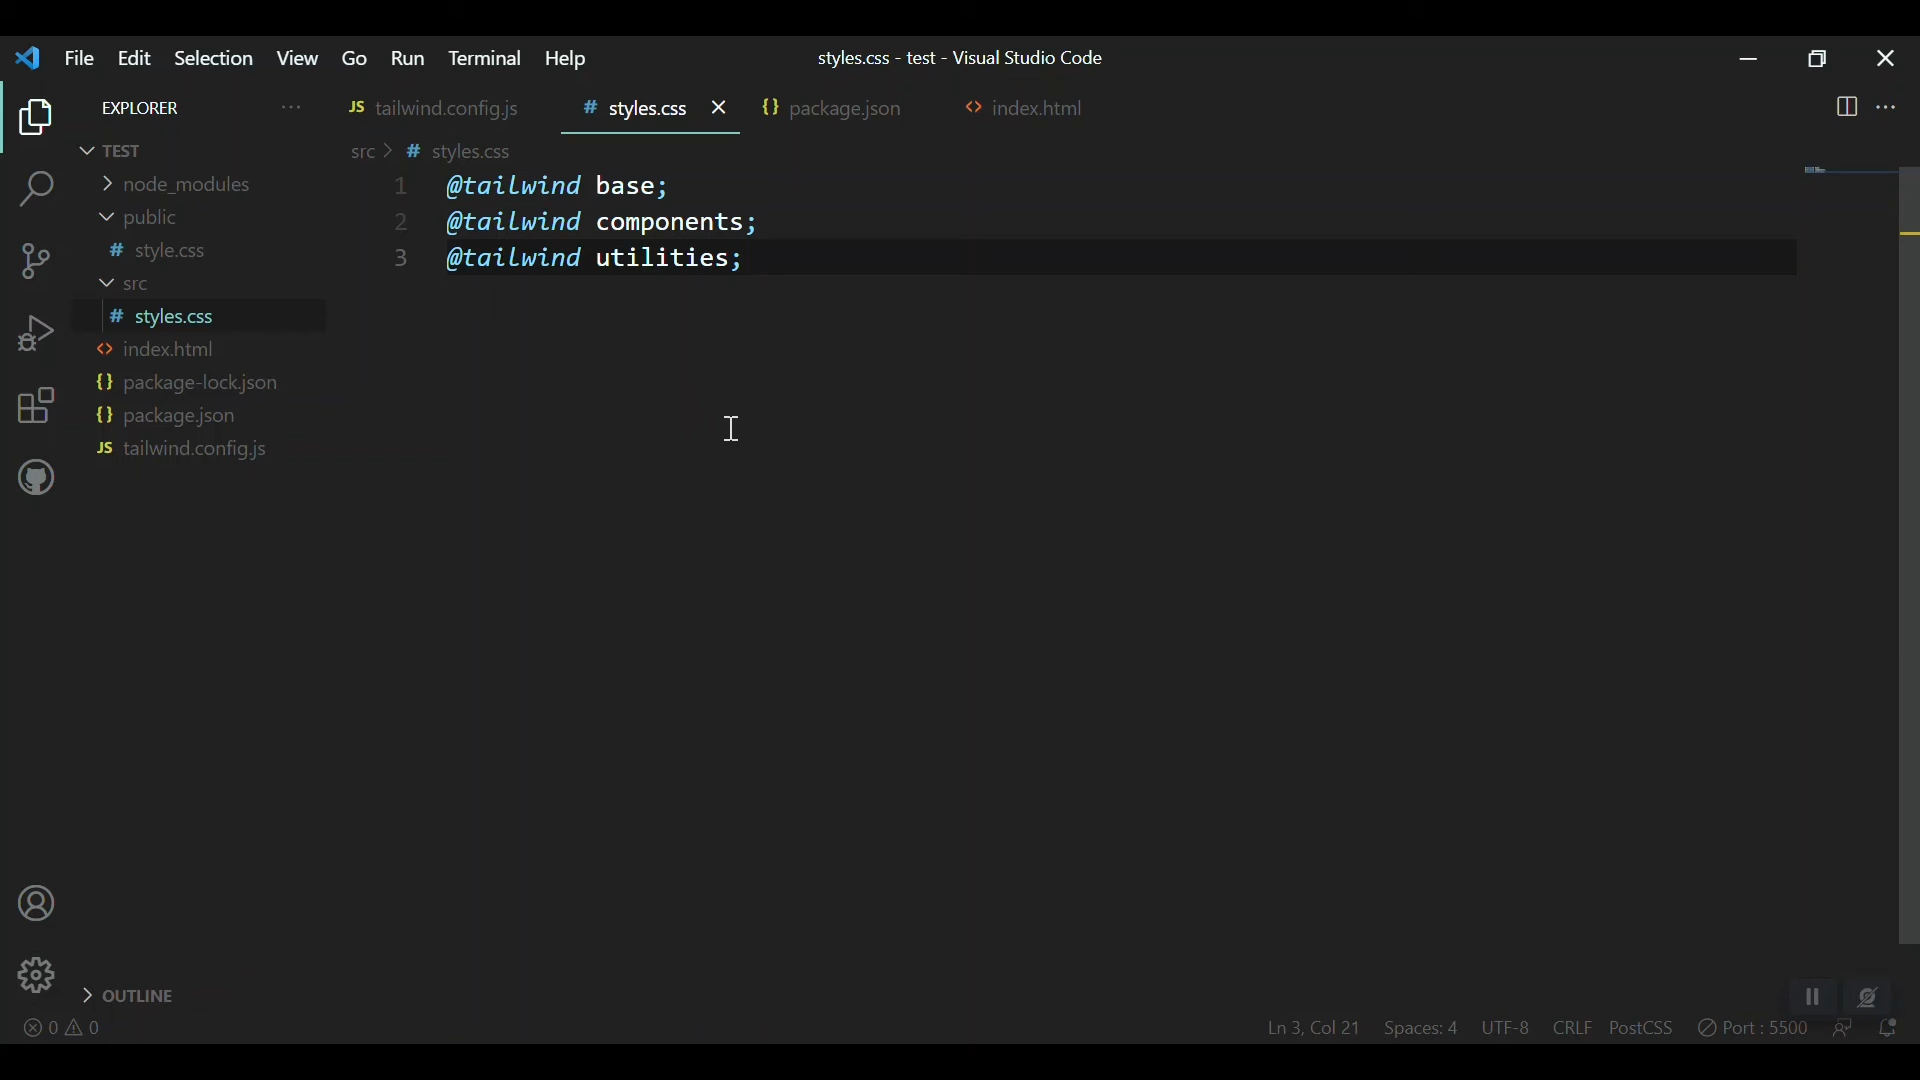 File Edit Selection View Go Run Terminal Help
styles.css - test - Visual Studio Code
EXPLORER ···
JS tailwind.config.js
# styles.css
{} package.json
<> index.html
TEST
src > # styles.css
node_modules
public
# style.css
src
# styles.css
<> index.html
{} package-lock.json
{} package.json
JS tailwind.config.js
1 @tailwind base;
2 @tailwind components;
3 @tailwind utilities;
OUTLINE
0 0
Ln 3, Col 21 Spaces: 4 UTF-8 CRLF PostCSS Port : 5500